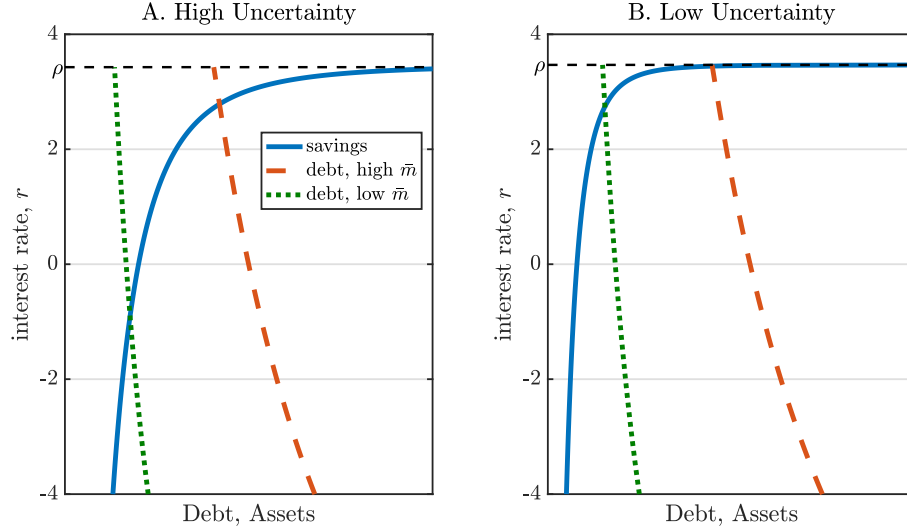 A. High Uncertainty
4
ρ
2
0
-2
-4
interest rate, r
savings
debt, high m̄
debt, low m̄
Debt, Assets
B. Low Uncertainty
4
ρ
2
0
-2
-4
interest rate, r
Debt, Assets